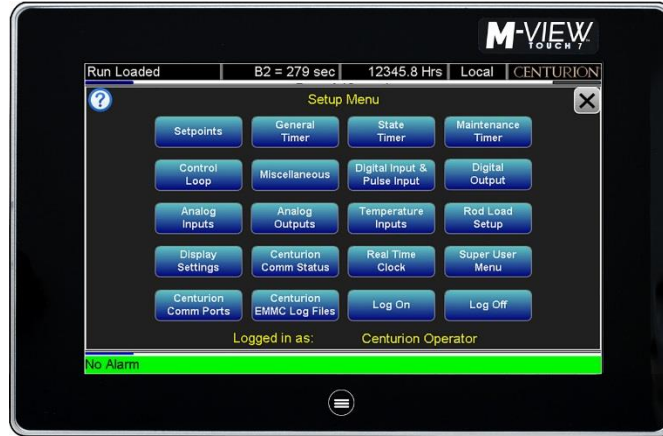 M-VIEW
TOUCH 7
Run Loaded B2 = 279 sec 12345.8 Hrs Local CENTURION
? Setup Menu X
Setpoints General Timer State Timer Maintenance Timer
Control Loop Miscellaneous Digital Input & Pulse Input Digital Output
Analog Inputs Analog Outputs Temperature Inputs Rod Load Setup
Display Settings Centurion Comm Status Real Time Clock Super User Menu
Centurion Comm Ports Centurion EMMC Log Files Log On Log Off
Logged in as: Centurion Operator
No Alarm